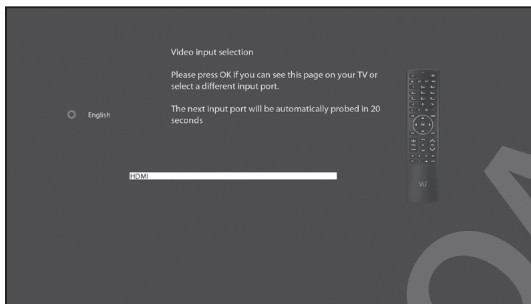 Video input selection
Please press OK if you can see this page on your TV or
select a different input port.
The next input port will be automatically probed in 20
seconds
English
HDMI